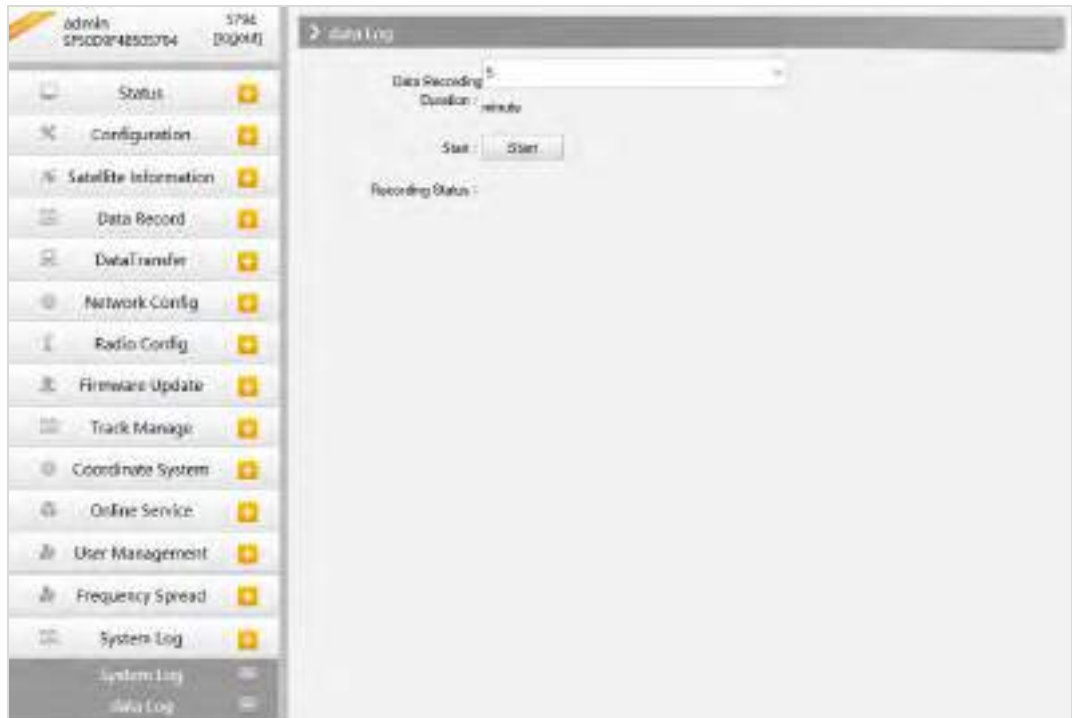 admin
[logout]
Status
Configuration
Satellite Information
Data Record
DataTransfer
Network Config
Radio Config
Firmware Update
Track Manage
Coordinate System
Online Service
User Management
Frequency Spread
System Log
System Log
data Log
data Log
Data Recording
Duration :
5
minute
Start :
Start
Recording Status :